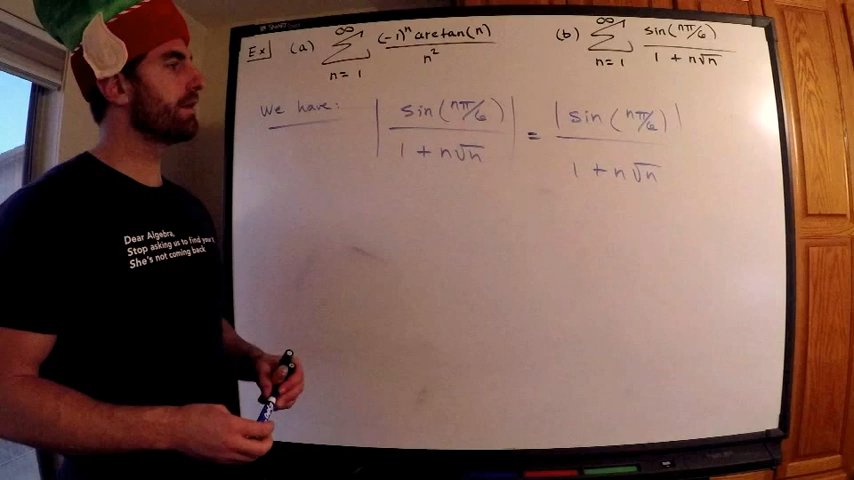 Ex (a) ∞ Σ n = 1 (-1)^n arctan(n) / n² (b) ∞ Σ n = 1 sin(nπ/6) / 1 + n√n
We have: | sin(nπ/6) / 1 + n√n | = | sin(nπ/6) | / 1 + n√n
Dear Algebra,
Stop asking us to find your
She's not coming back